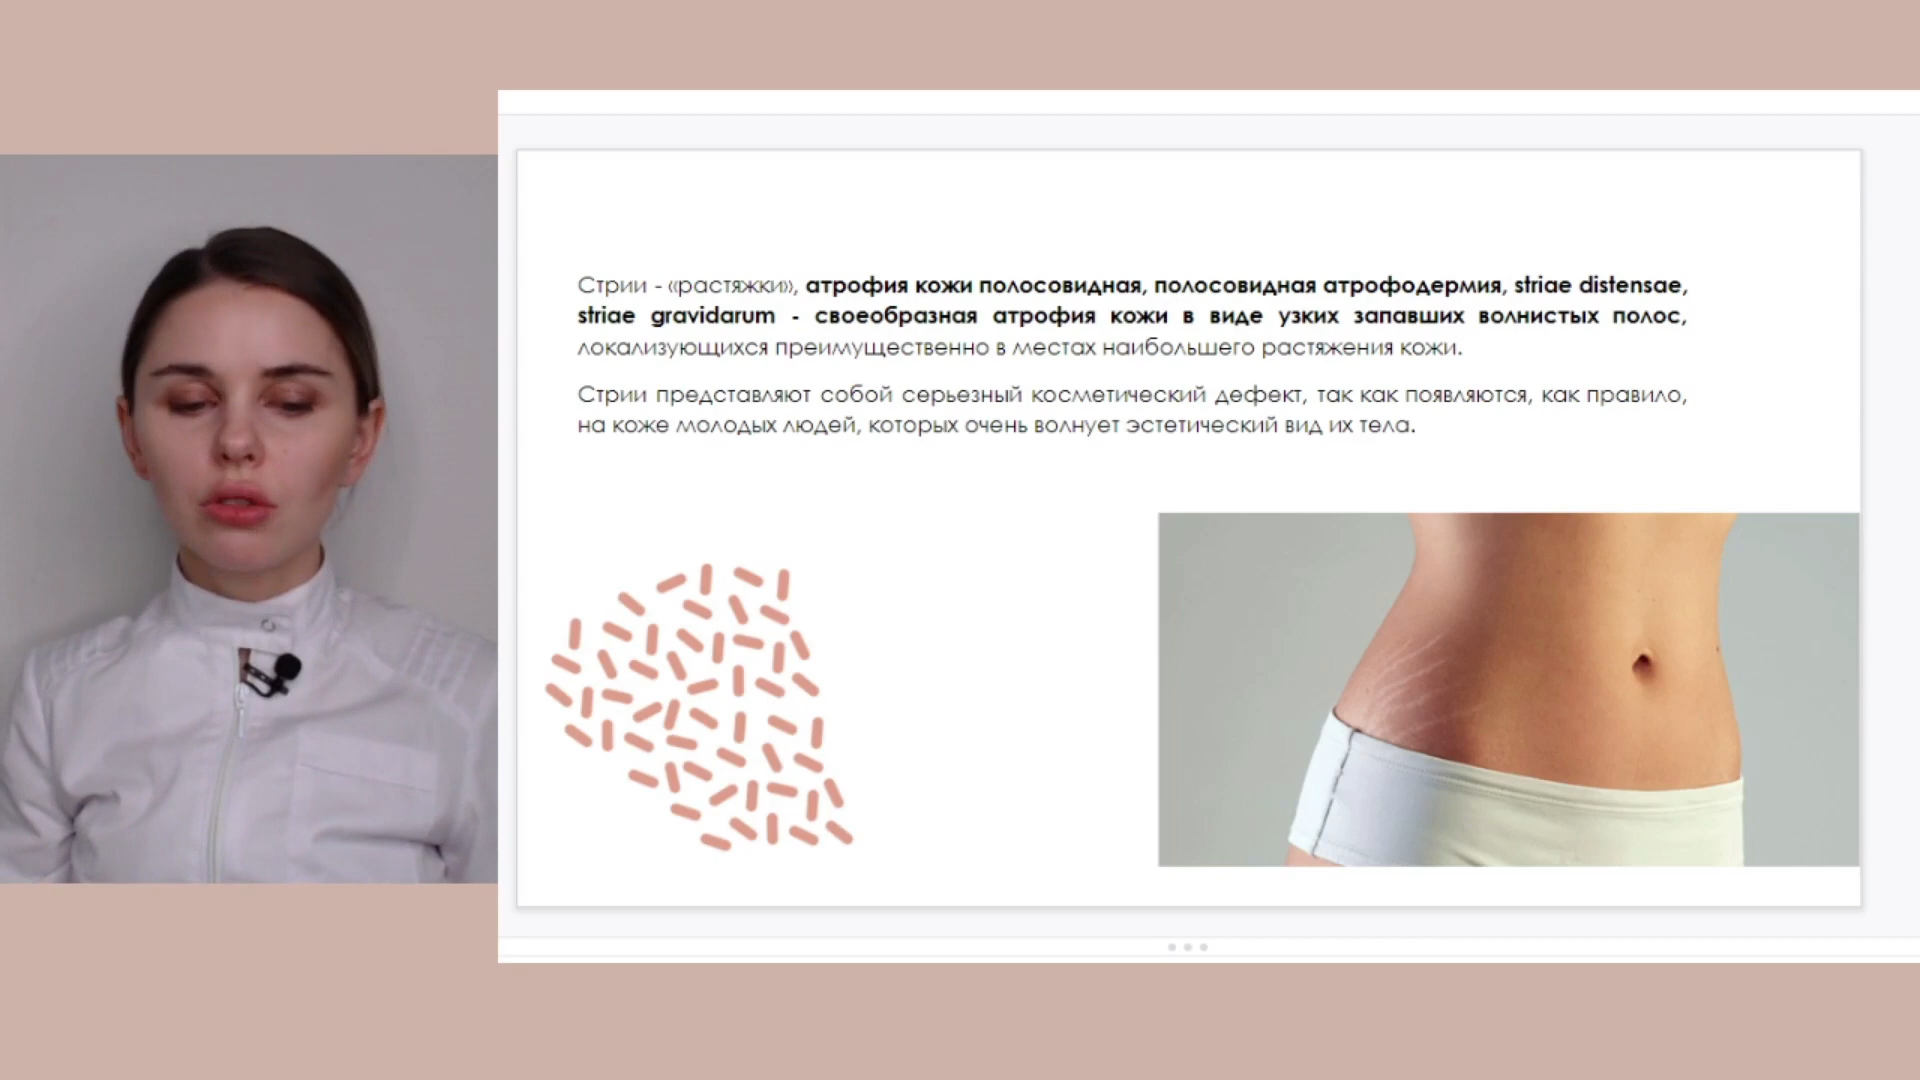 Стрии - «растяжки», атрофия кожи полосовидная, полосовидная атрофодермия, striae distensae,
striae gravidarum - своеобразная атрофия кожи в виде узких запавших волнистых полос,
локализующихся преимущественно в местах наибольшего растяжения кожи.
Стрии представляют собой серьезный косметический дефект, так как появляются, как правило,
на коже молодых людей, которых очень волнует эстетический вид их тела.